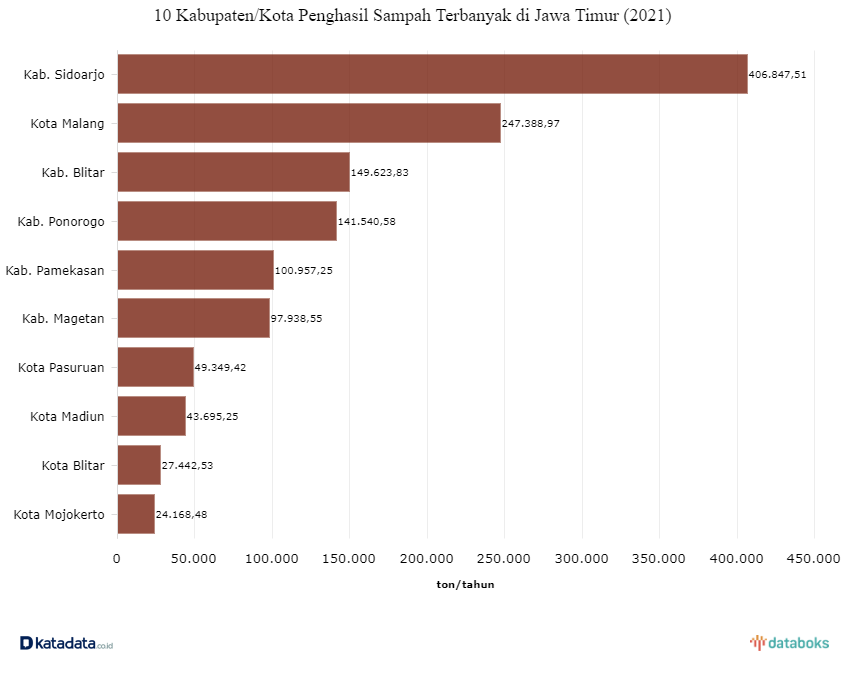 10 Kabupaten/Kota Penghasil Sampah Terbanyak di Jawa Timur (2021)
Kab. Sidoarjo 406.847,51
Kota Malang 247.388,97
Kab. Blitar 149.623,83
Kab. Ponorogo 141.540,58
Kab. Pamekasan 100.957,25
Kab. Magetan 97.938,55
Kota Pasuruan 49.349,42
Kota Madiun 43.695,25
Kota Blitar 27.442,53
Kota Mojokerto 24.168,48
0 50.000 100.000 150.000 200.000 250.000 300.000 350.000 400.000 450.000
ton/tahun
katadata.co.id databoks